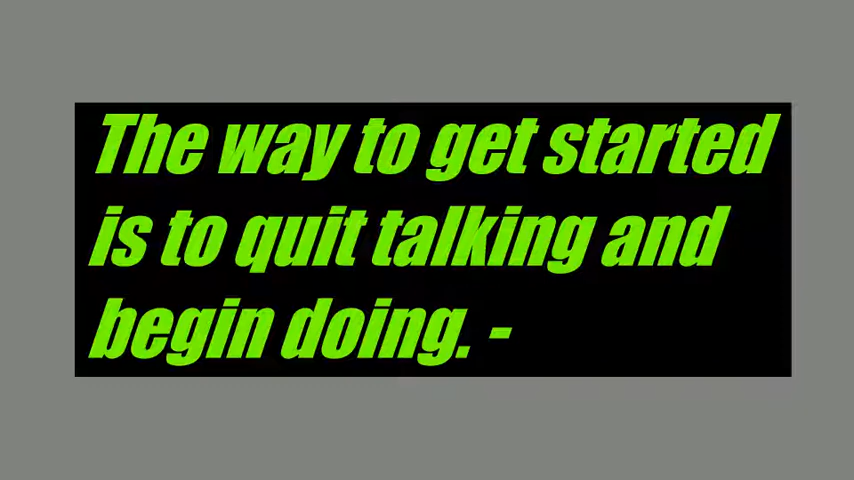 The way to get started
is to quit talking and
begin doing. -